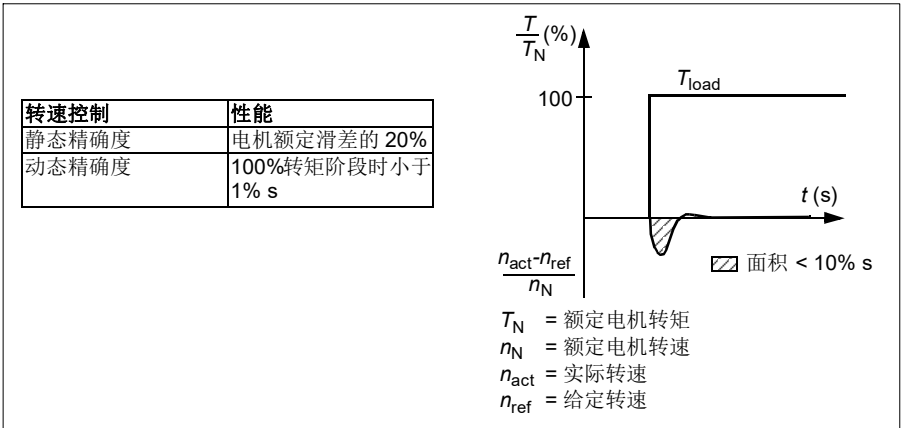 转速控制 性能
静态精确度 电机额定滑差的 20%
动态精确度 100%转矩阶段时小于
1% s
T
T_N (%)
100
T_load
t (s)
n_act-n_ref
n_N
面积 < 10% s
T_N = 额定电机转矩
n_N = 额定电机转速
n_act = 实际转速
n_ref = 给定转速